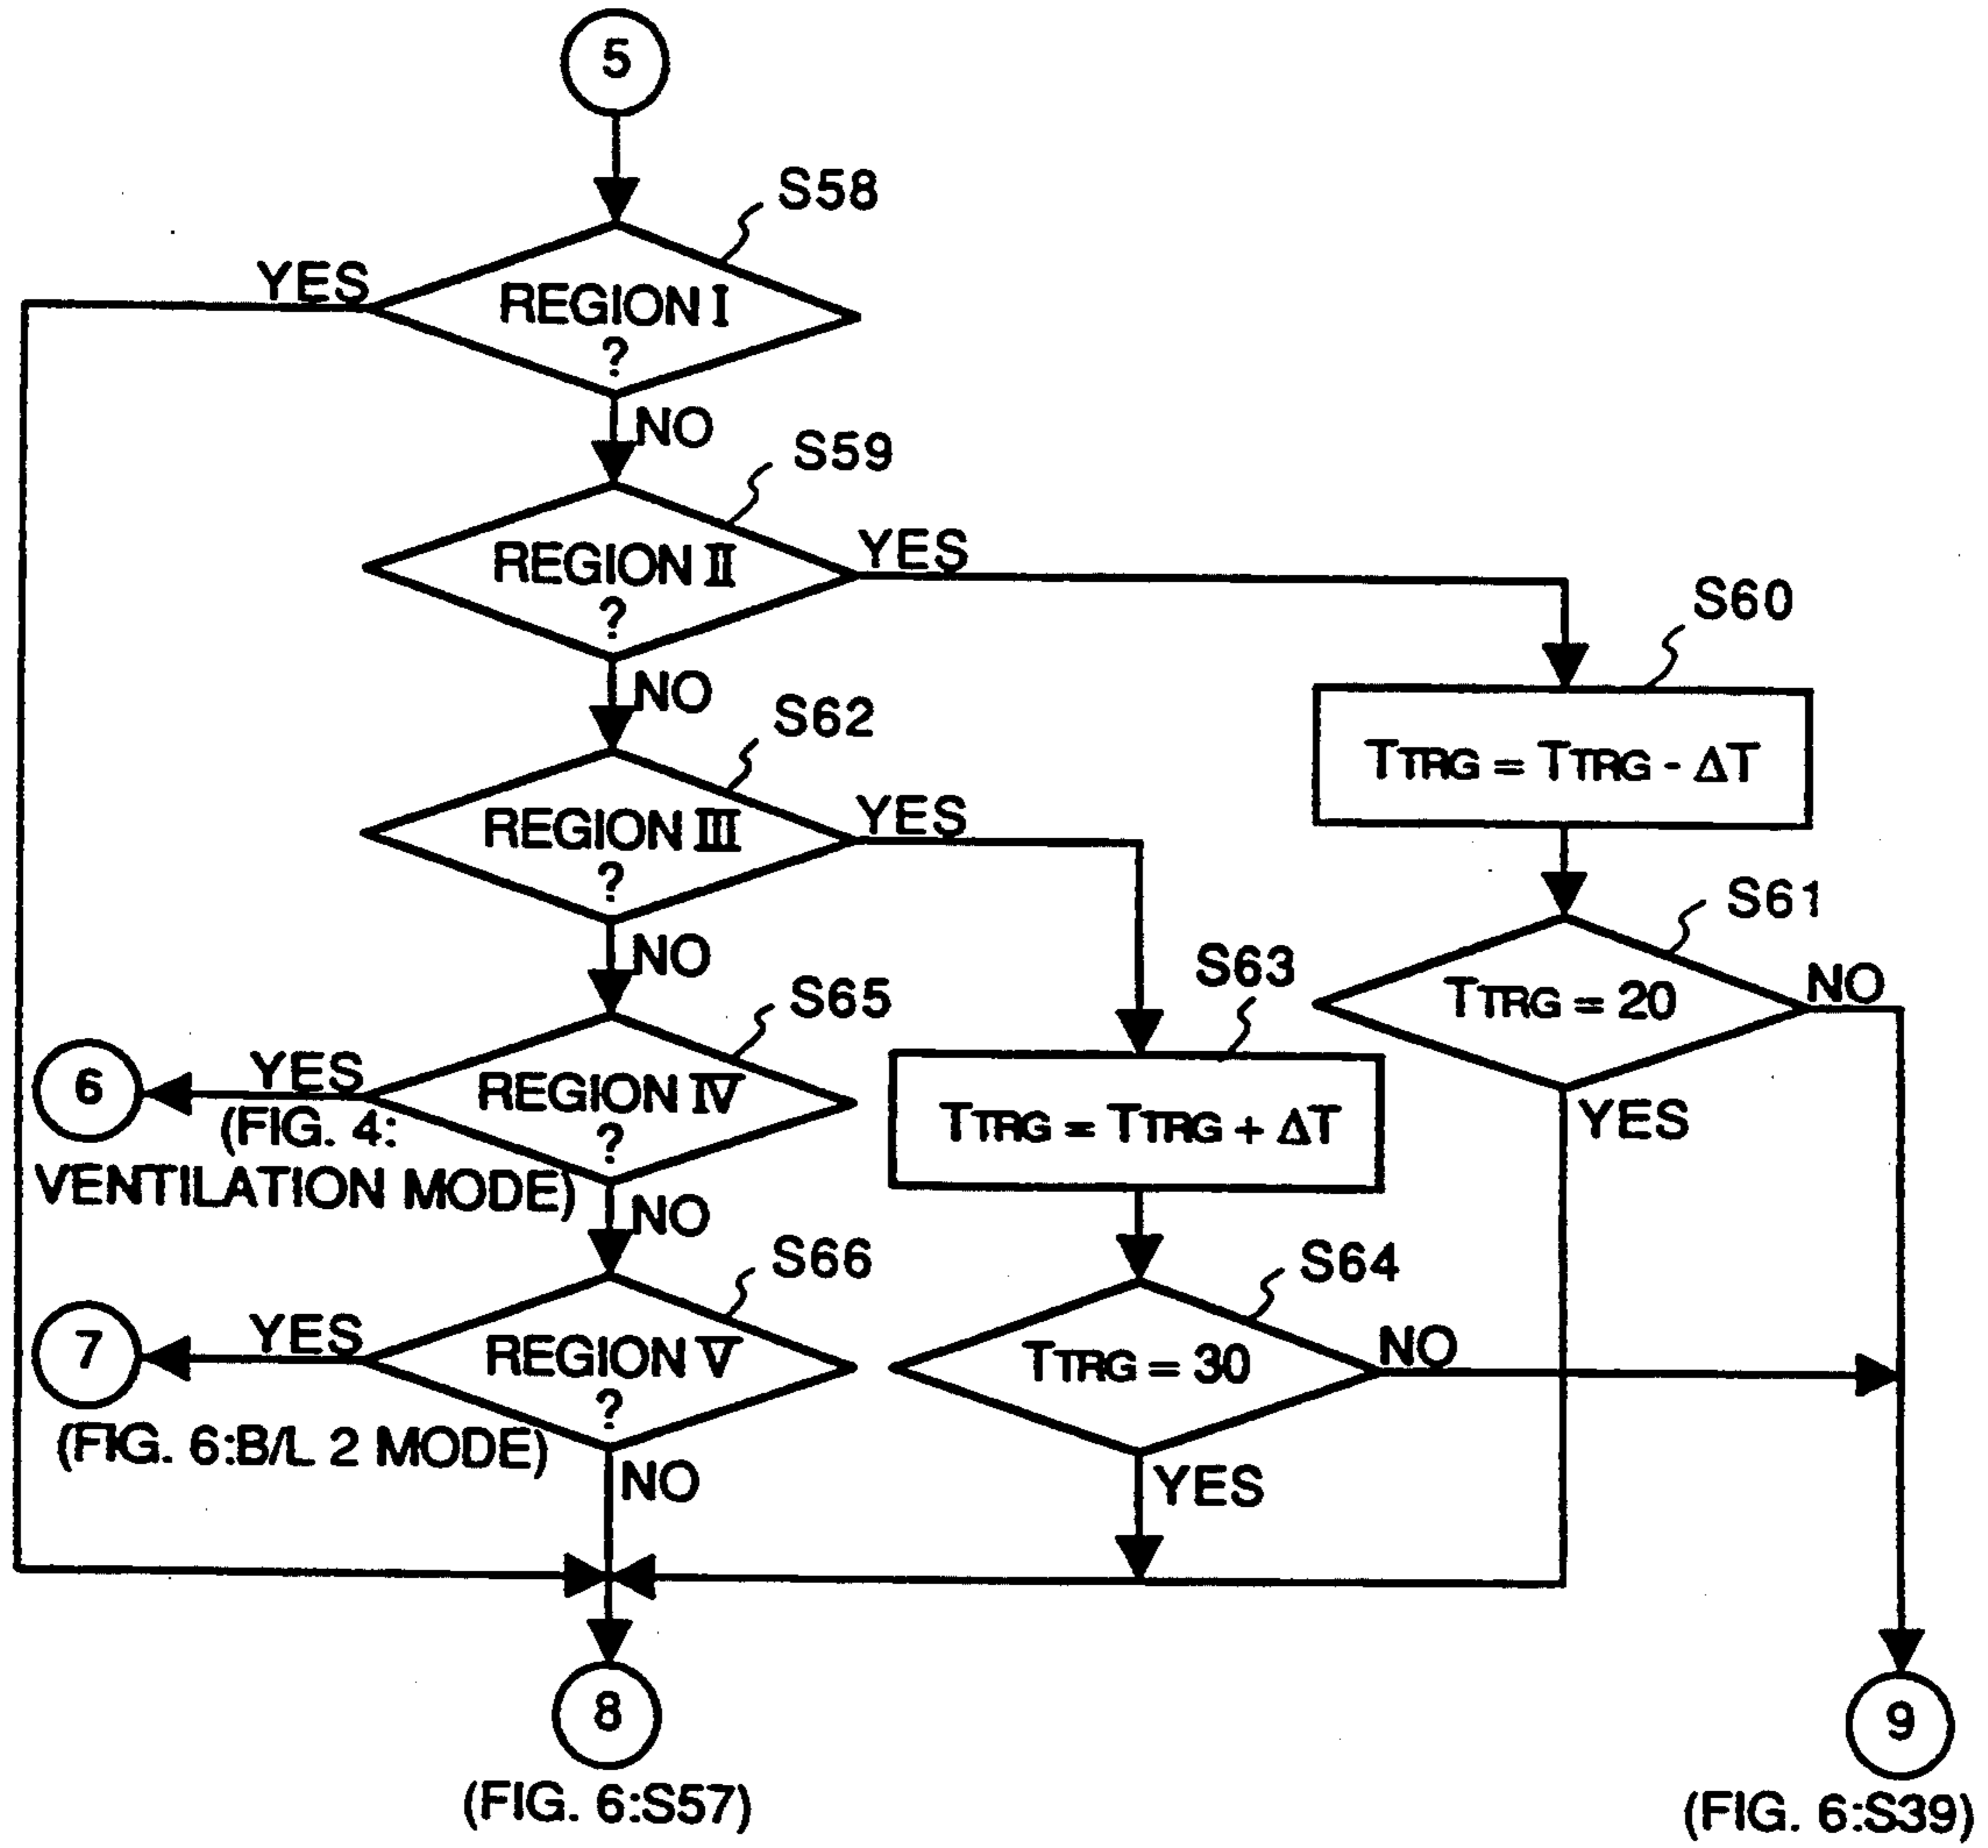 5
S58
YES
REGION I
?
NO
S59
REGION II
?
YES
NO
S60
TTRG = TTRG - ΔT
S62
REGION III
?
YES
NO
S61
TTRG = 20
NO
YES
S63
TTRG = TTRG + ΔT
S65
6
YES
REGION IV
?
(FIG. 4:
VENTILATION MODE)
NO
S66
7
YES
REGION V
?
(FIG. 6:B/L 2 MODE)
NO
S64
TTRG = 30
NO
YES
8
(FIG. 6:S57)
9
(FIG. 6:S39)